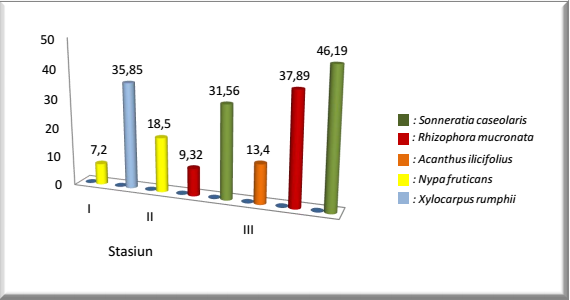 50
40
30
20
10
0
7,2
35,85
18,5
9,32
31,56
13,4
37,89
46,19
I
II
III
Stasiun
: Sonneratia caseolaris
: Rhizophora mucronata
: Acanthus ilicifolius
: Nypa fruticans
: Xylocarpus rumphii